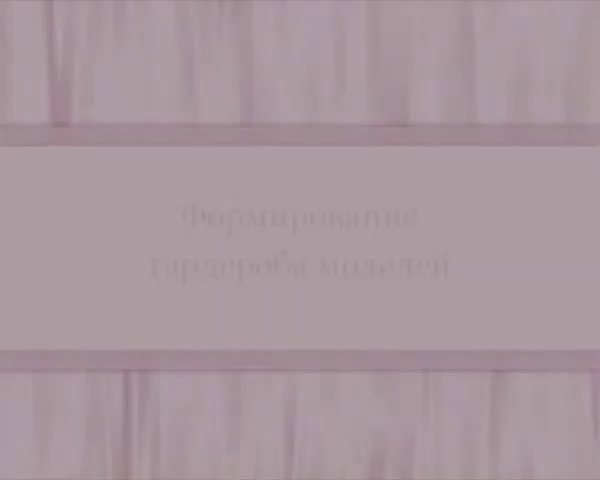 Формирование
гардероба моделей